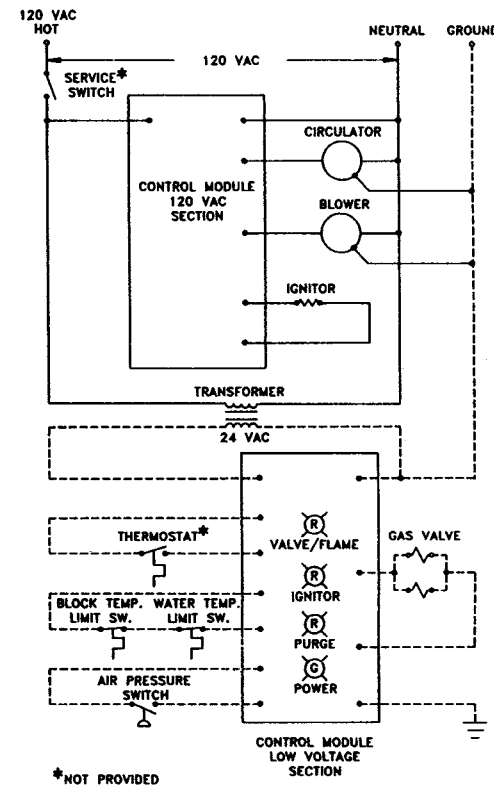 120 VAC
HOT
NEUTRAL
GROUND
120 VAC
SERVICE*
SWITCH
CIRCULATOR
CONTROL MODULE
120 VAC
SECTION
BLOWER
IGNITOR
TRANSFORMER
24 VAC
THERMOSTAT*
R
VALVE/FLAME
GAS VALVE
R
IGNITOR
BLOCK TEMP.
LIMIT SW.
WATER TEMP.
LIMIT SW.
R
PURGE
AIR PRESSURE
SWITCH
G
POWER
CONTROL MODULE
LOW VOLTAGE
SECTION
*NOT PROVIDED